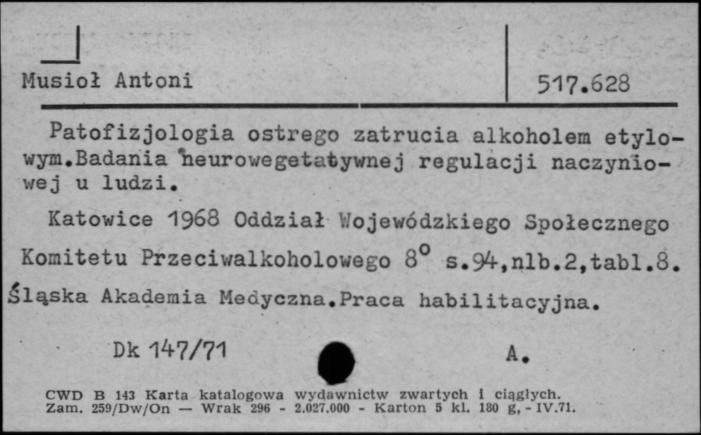 Musioł Antoni
517.628
Patofizjologia ostrego zatrucia alkoholem etylo-
wym.Badania neurowegetatywnej regulacji naczynio-
wej u ludzi.
Katowice 1968 Oddział Wojewódzkiego Społecznego
Komitetu Przeciwalkoholowego 8° s.94,nlb.2,tabl.8.
Śląska Akademia Medyczna.Praca habilitacyjna.
Dk 147/71
A.
CWD B 143 Karta katalogowa wydawnictw zwartych i ciągłych.
Zam. 259/Dw/On — Wrak 296 - 2.027.000 - Karton 5 kl. 180 g, - IV.71.